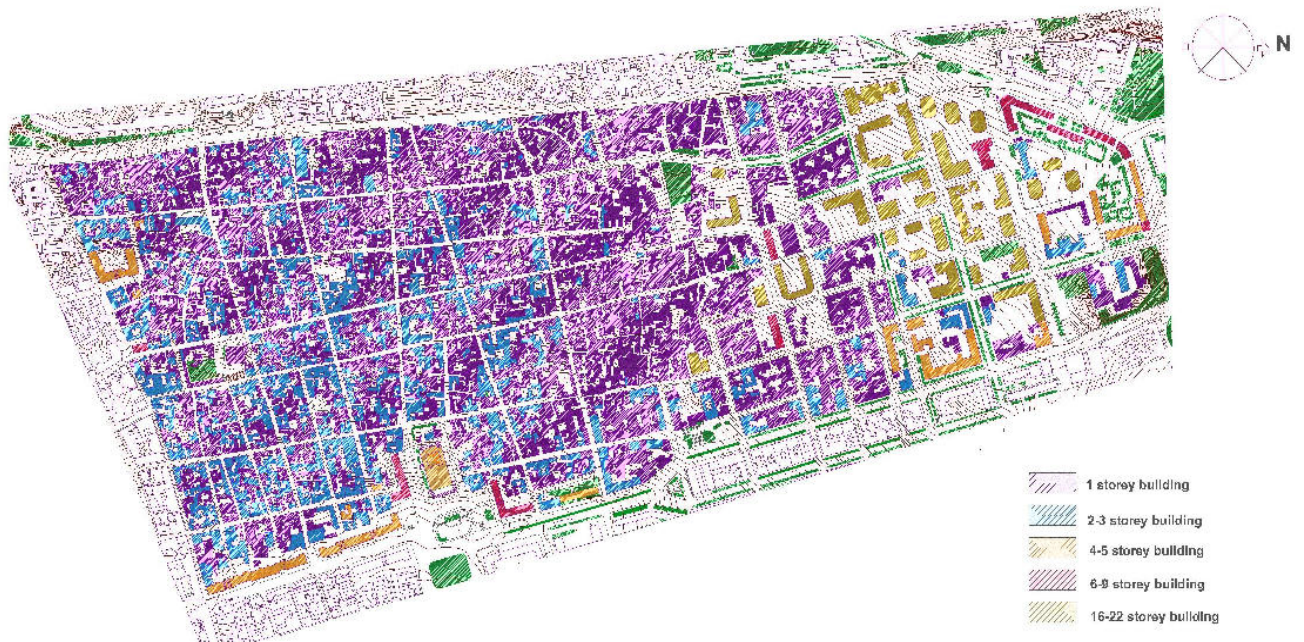 N
1 storey building
2-3 storey building
4-5 storey building
6-9 storey building
16-22 storey building